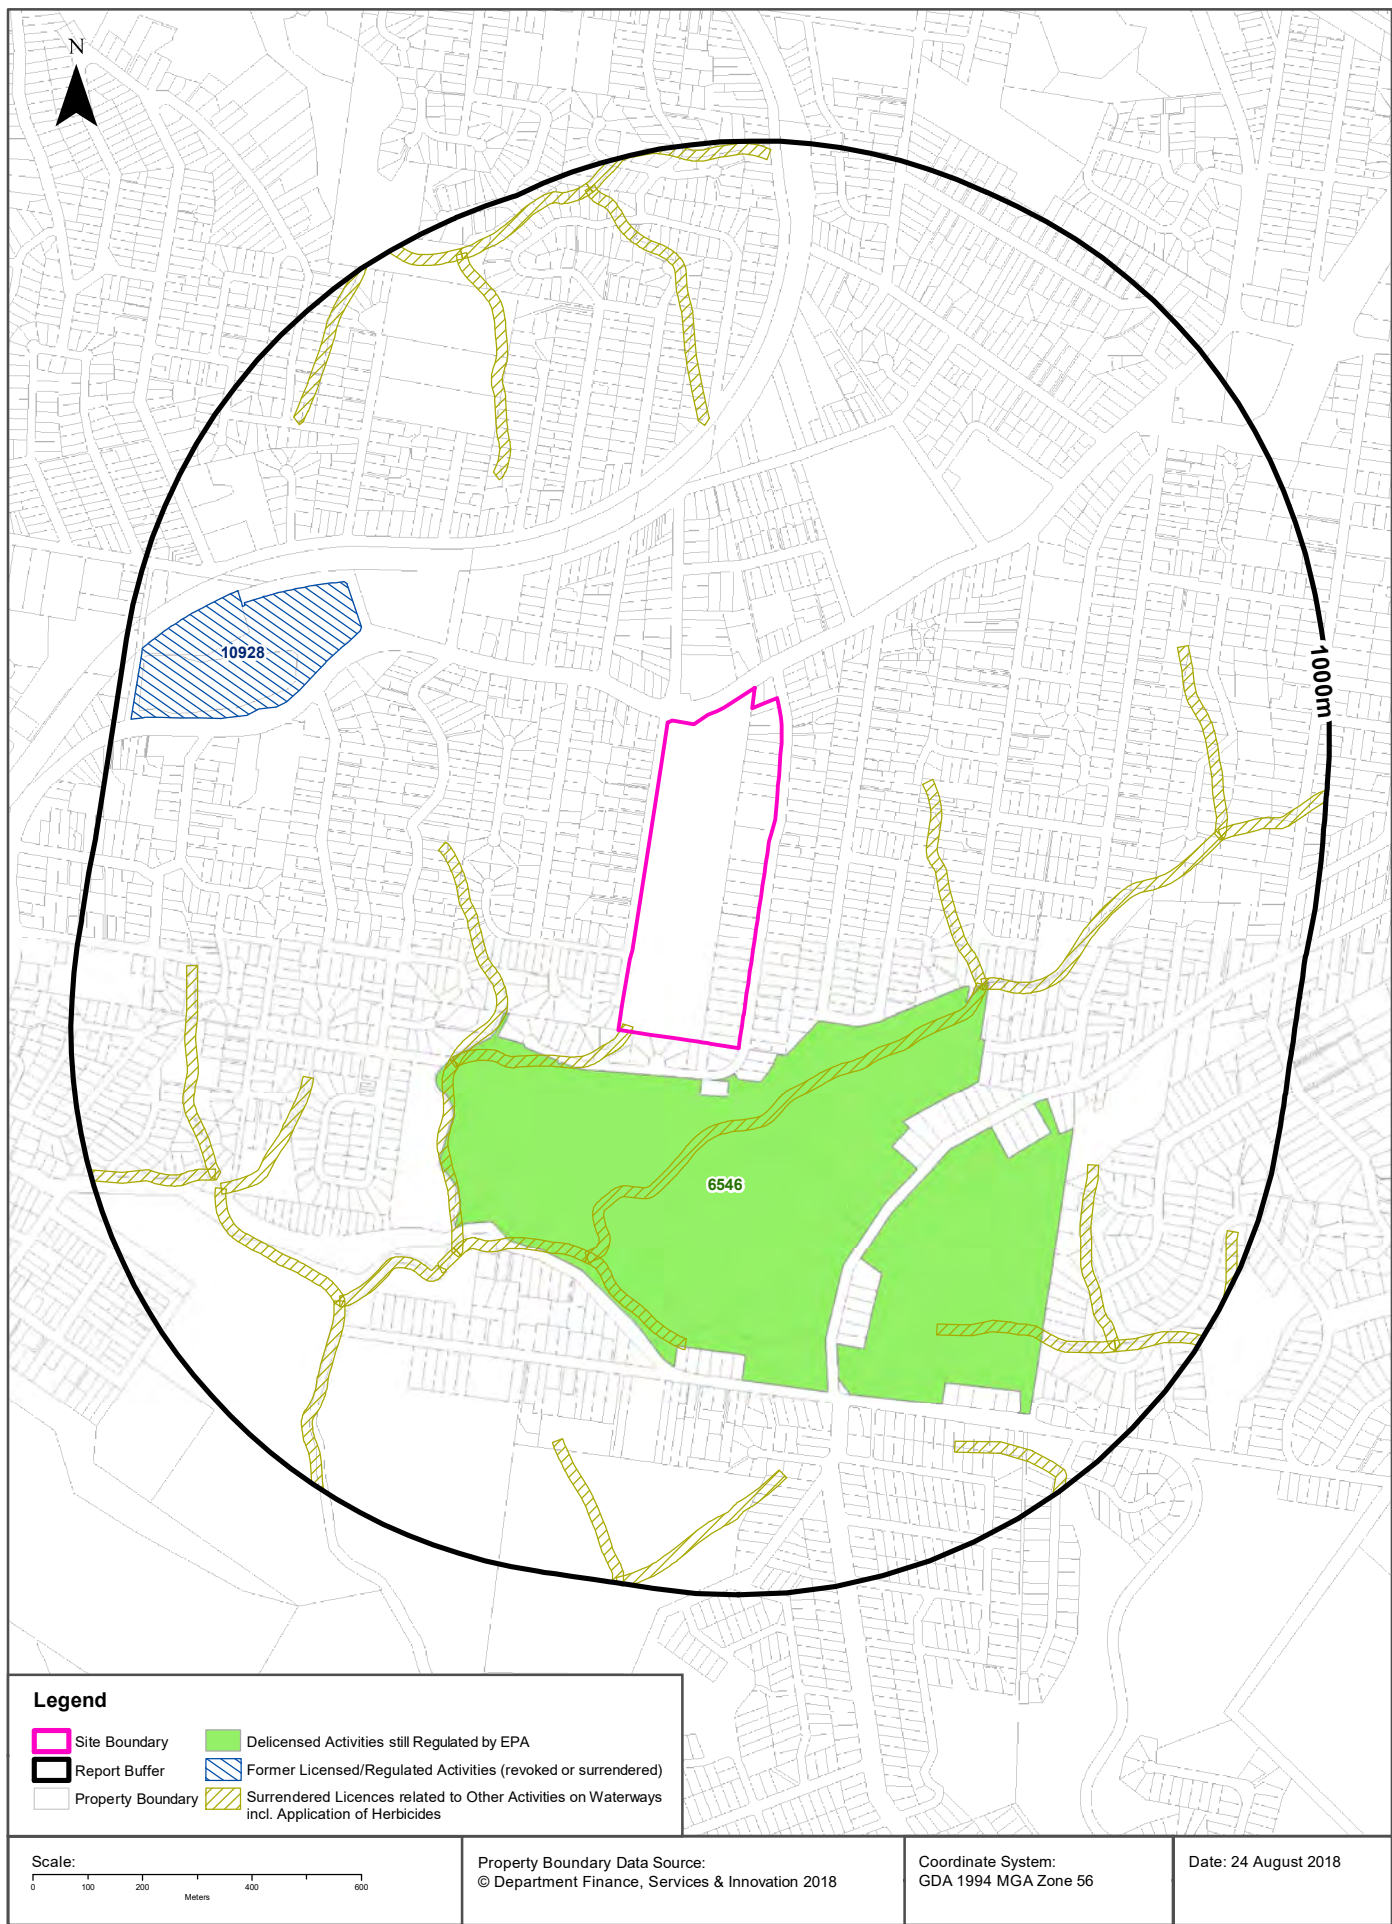 N
1000m
10928
6546
Legend
Site Boundary
Report Buffer
Property Boundary
Delicensed Activities still Regulated by EPA
Former Licensed/Regulated Activities (revoked or surrendered)
Surrendered Licences related to Other Activities on Waterways
incl. Application of Herbicides
Scale:
0 100 200 400 600
Meters
Property Boundary Data Source:
© Department Finance, Services & Innovation 2018
Coordinate System:
GDA 1994 MGA Zone 56
Date: 24 August 2018